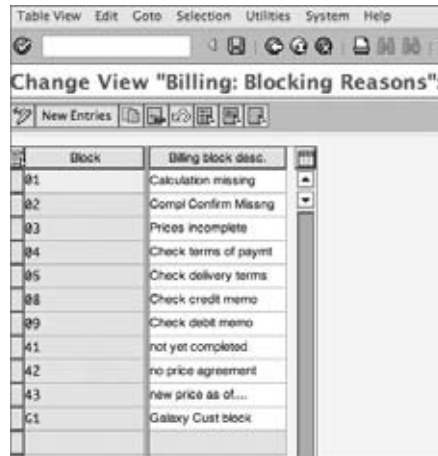 Table View Edit Goto Selection Utilities System Help
Change View "Billing: Blocking Reasons":
New Entries
Block Billing block desc.
01 Calculation missing
02 Compl Confirm Missng
03 Prices incomplete
04 Check terms of paymt
05 Check delivery terms
08 Check credit memo
09 Check debit memo
41 not yet completed
42 no price agreement
43 new price as of....
G1 Galaxy Cust block